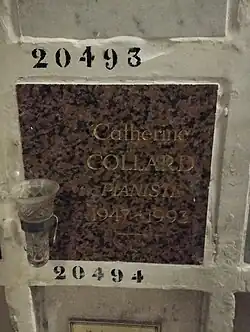 20493
Catherine
COLLARD
PIANISTE
1947-1993
20494